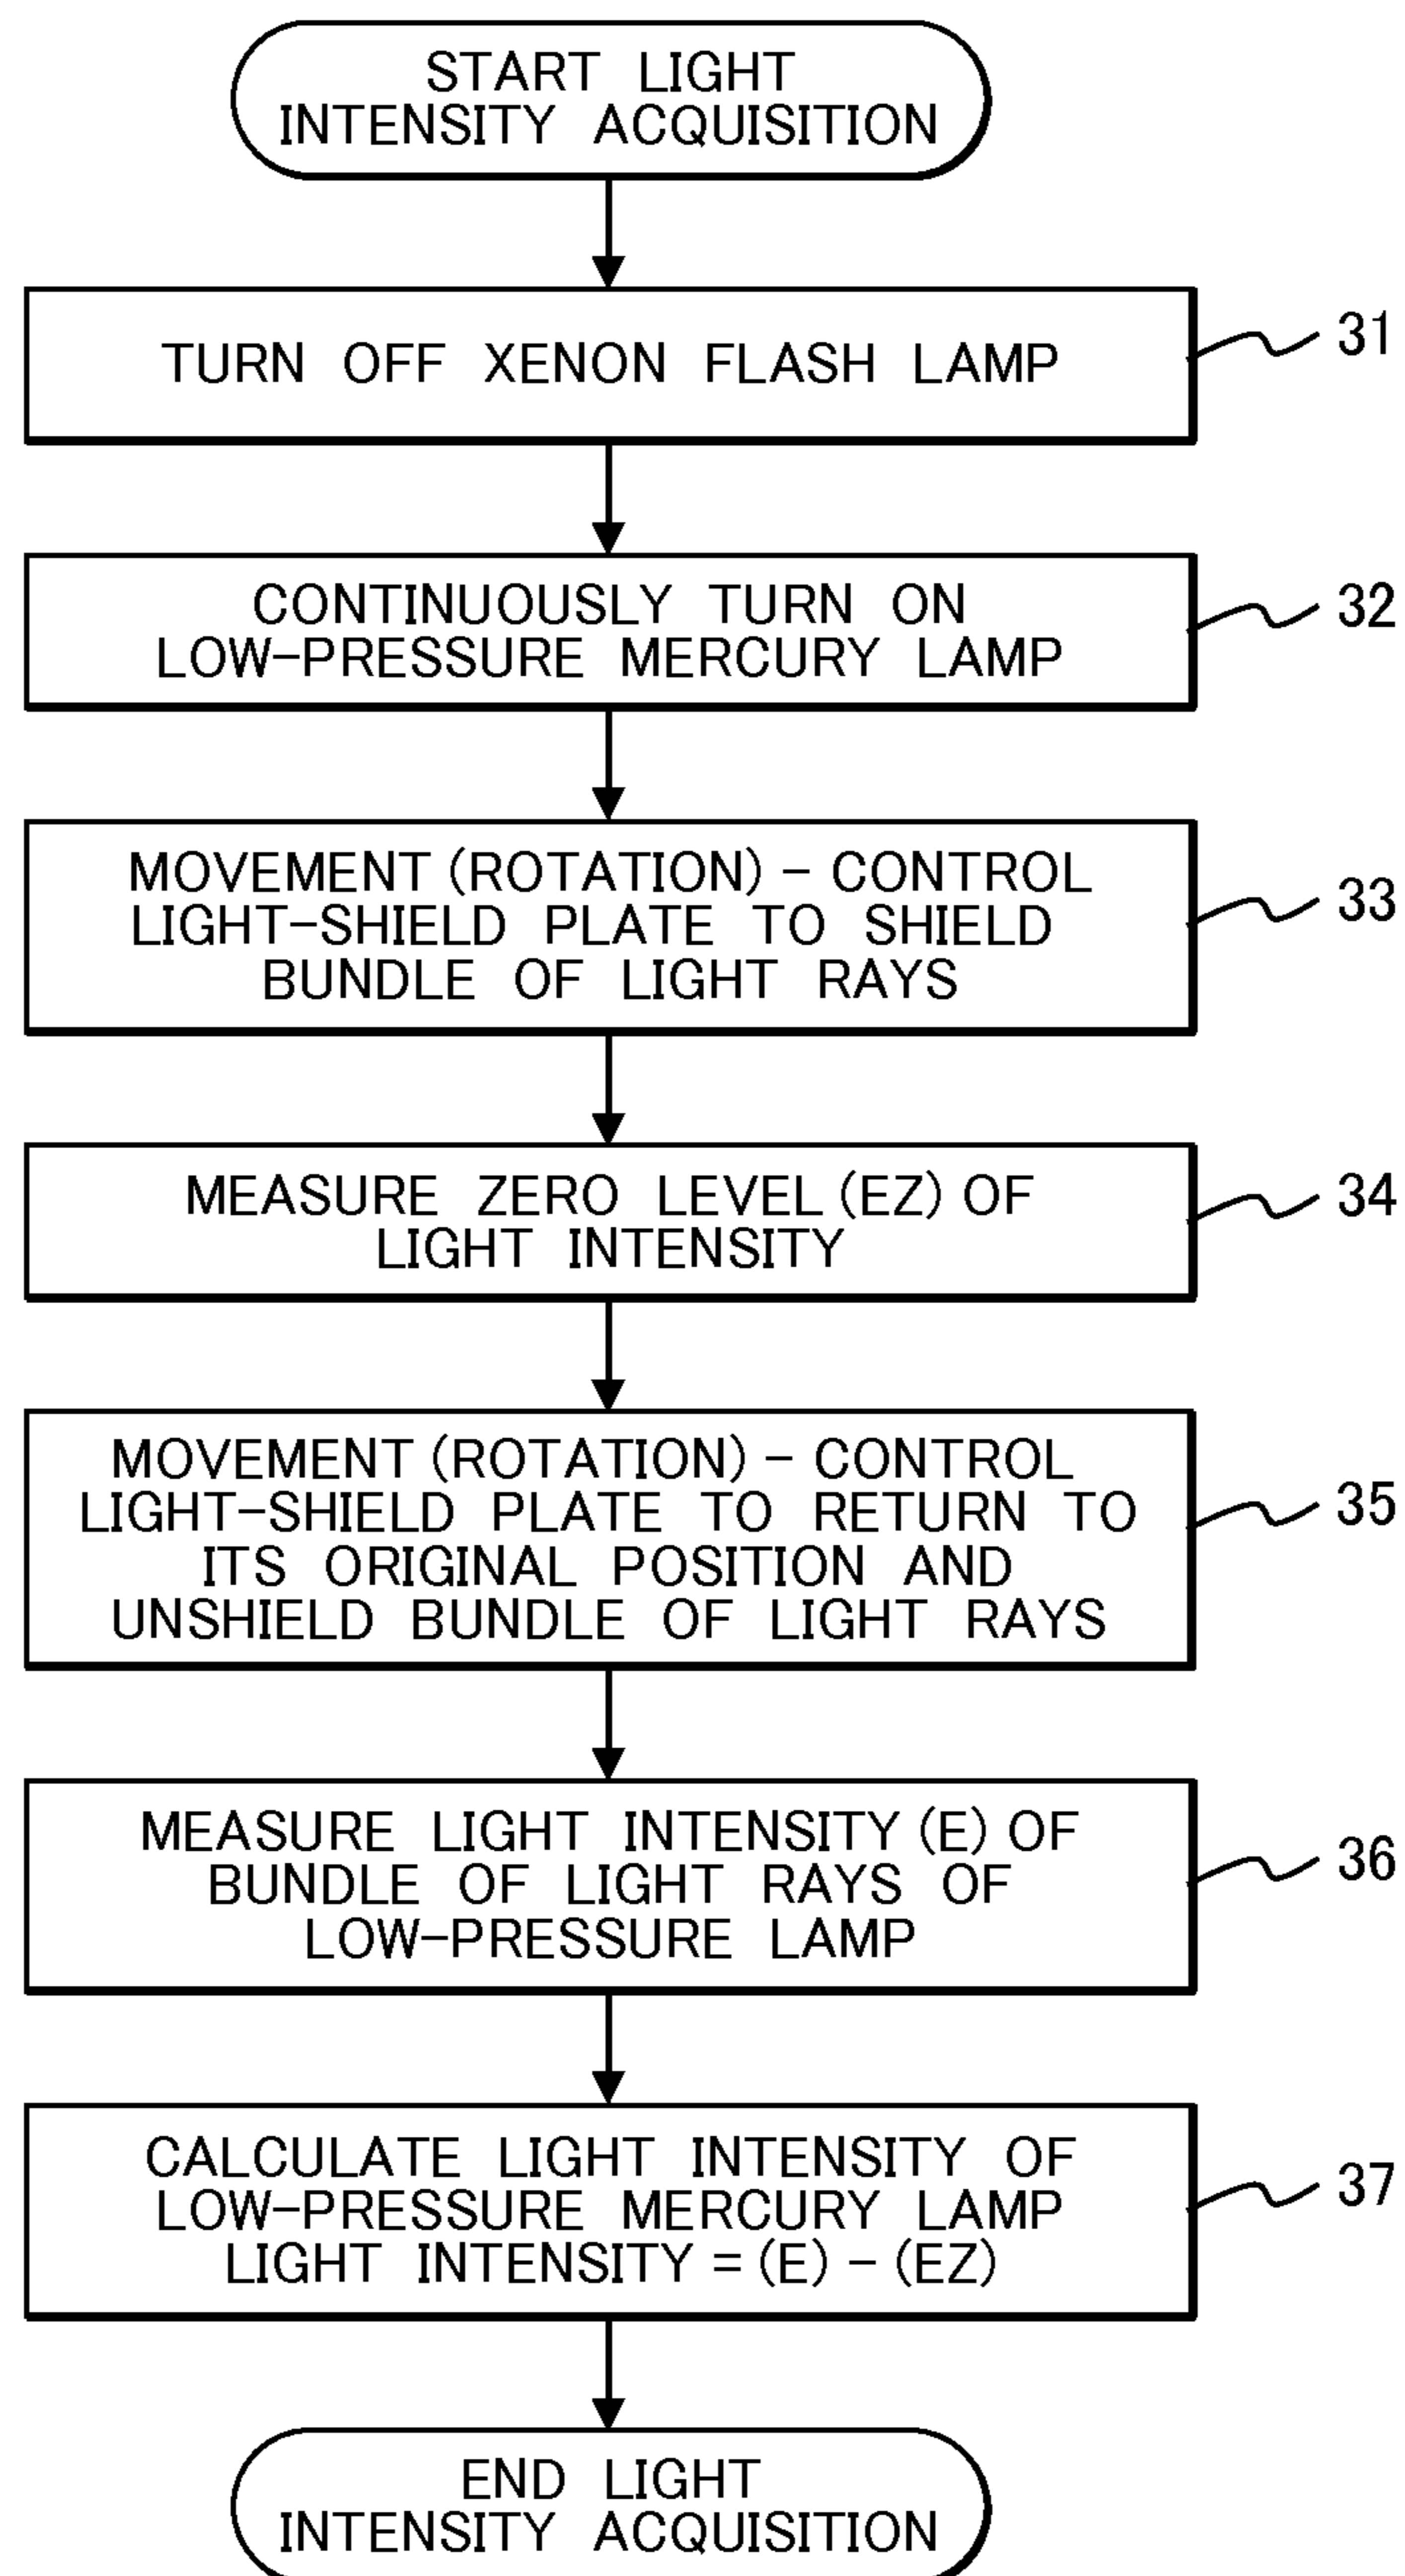 START LIGHT
INTENSITY ACQUISITION
TURN OFF XENON FLASH LAMP
31
CONTINUOUSLY TURN ON
LOW-PRESSURE MERCURY LAMP
32
MOVEMENT (ROTATION) - CONTROL
LIGHT-SHIELD PLATE TO SHIELD
BUNDLE OF LIGHT RAYS
33
MEASURE ZERO LEVEL (EZ) OF
LIGHT INTENSITY
34
MOVEMENT (ROTATION) - CONTROL
LIGHT-SHIELD PLATE TO RETURN TO
ITS ORIGINAL POSITION AND
UNSHIELD BUNDLE OF LIGHT RAYS
35
MEASURE LIGHT INTENSITY (E) OF
BUNDLE OF LIGHT RAYS OF
LOW-PRESSURE LAMP
36
CALCULATE LIGHT INTENSITY OF
LOW-PRESSURE MERCURY LAMP
LIGHT INTENSITY = (E) - (EZ)
37
END LIGHT
INTENSITY ACQUISITION